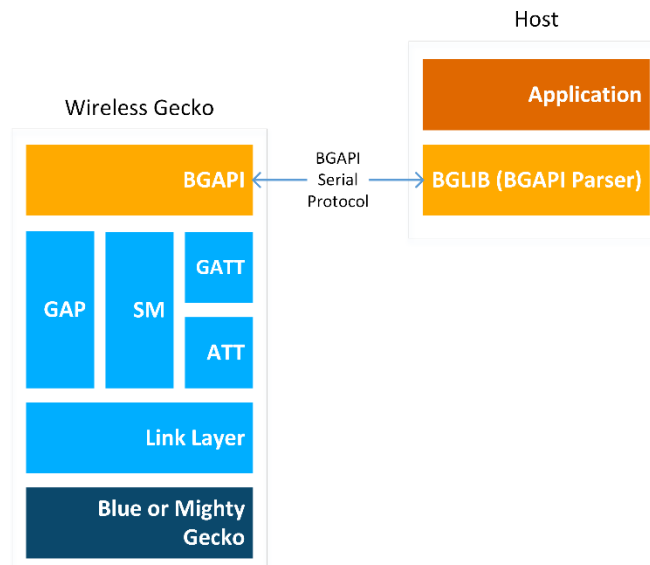 Host
Application
BGLIB (BGAPI Parser)
Wireless Gecko
BGAPI
BGAPI
Serial
Protocol
GAP
SM
GATT
ATT
Link Layer
Blue or Mighty
Gecko